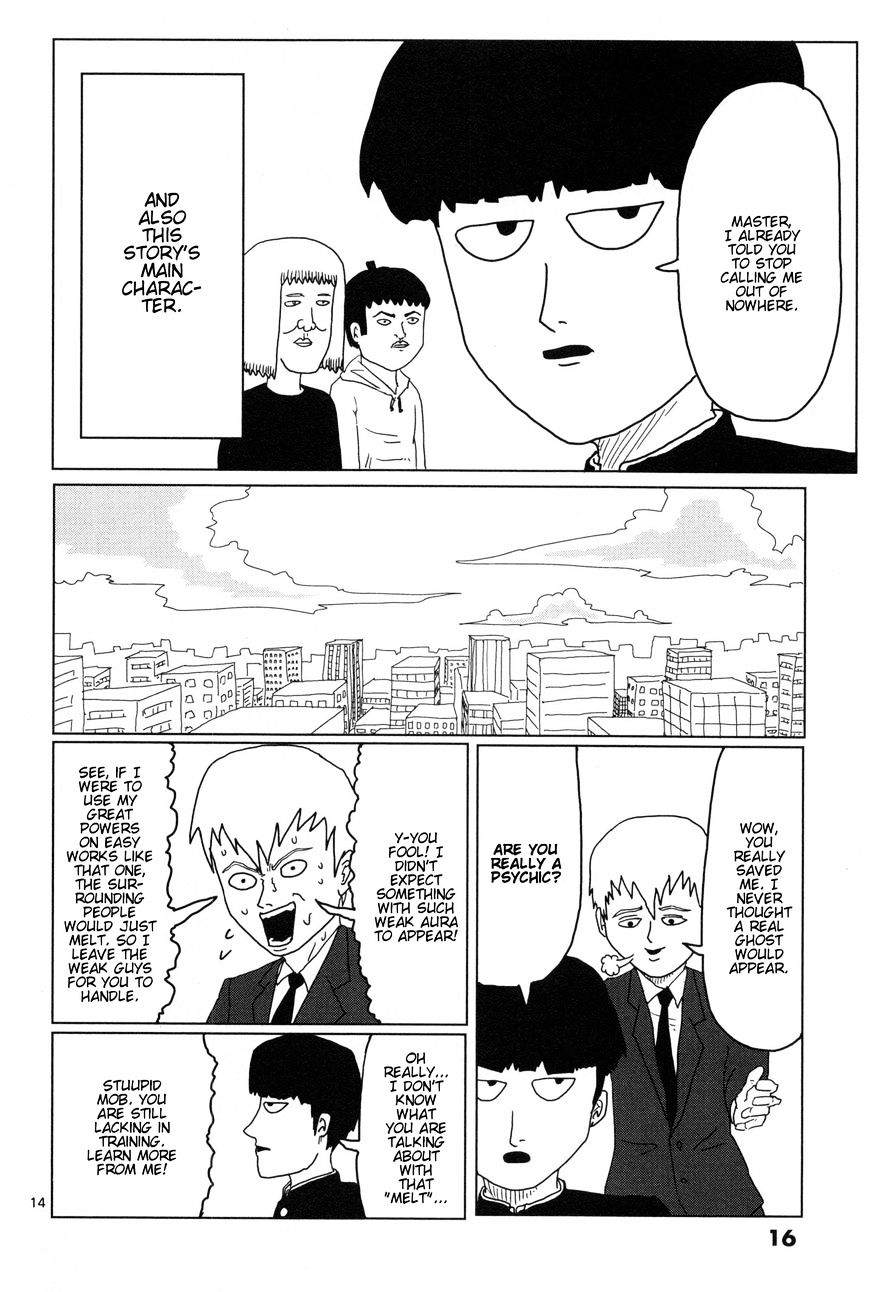 MASTER,
I ALREADY
TOLD YOU
TO STOP
CALLING ME
OUT OF
NOWHERE.
AND
ALSO
THIS
STORY'S
MAIN
CHARAC-
TER.
WOW,
YOU
REALLY
SAVED
ME. I
NEVER
THOUGHT
A REAL
GHOST
WOULD
APPEAR.
ARE YOU
REALLY A
PSYCHIC?
Y-YOU
FOOL! I
DIDN'T
EXPECT
SOMETHING
WITH SUCH
WEAK AURA
TO APPEAR!
SEE, IF I
WERE TO
USE MY
GREAT
POWERS
ON EASY
WORKS LIKE
THAT ONE,
THE SUR-
ROUNDING
PEOPLE
WOULD JUST
MELT. SO I
LEAVE THE
WEAK GUYS
FOR YOU TO
HANDLE.
OH
REALLY...
I DON'T
KNOW
WHAT
YOU ARE
TALKING
ABOUT
WITH
THAT
"MELT"...
STUUPID
MOB. YOU
ARE STILL
LACKING IN
TRAINING.
LEARN MORE
FROM ME!
14
16